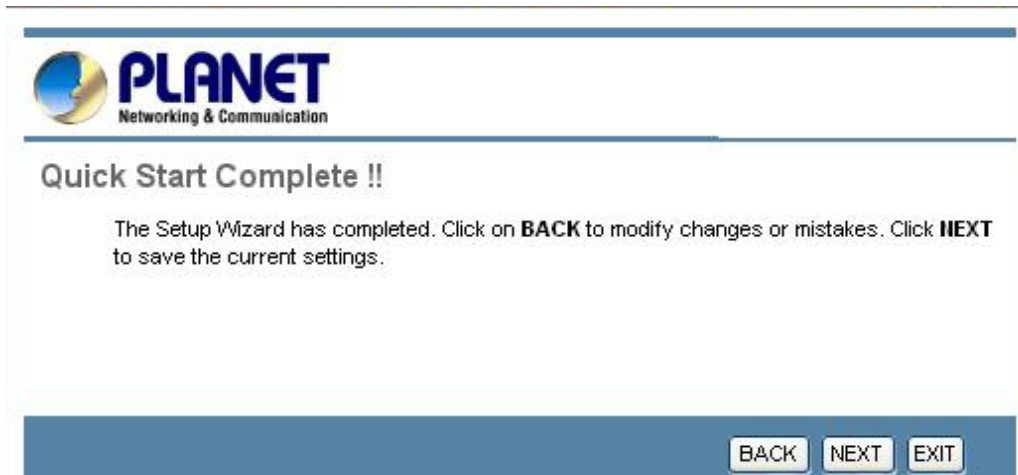 PLANET
Networking & Communication
Quick Start Complete !!
The Setup Wizard has completed. Click on BACK to modify changes or mistakes. Click NEXT
to save the current settings.
BACK NEXT EXIT